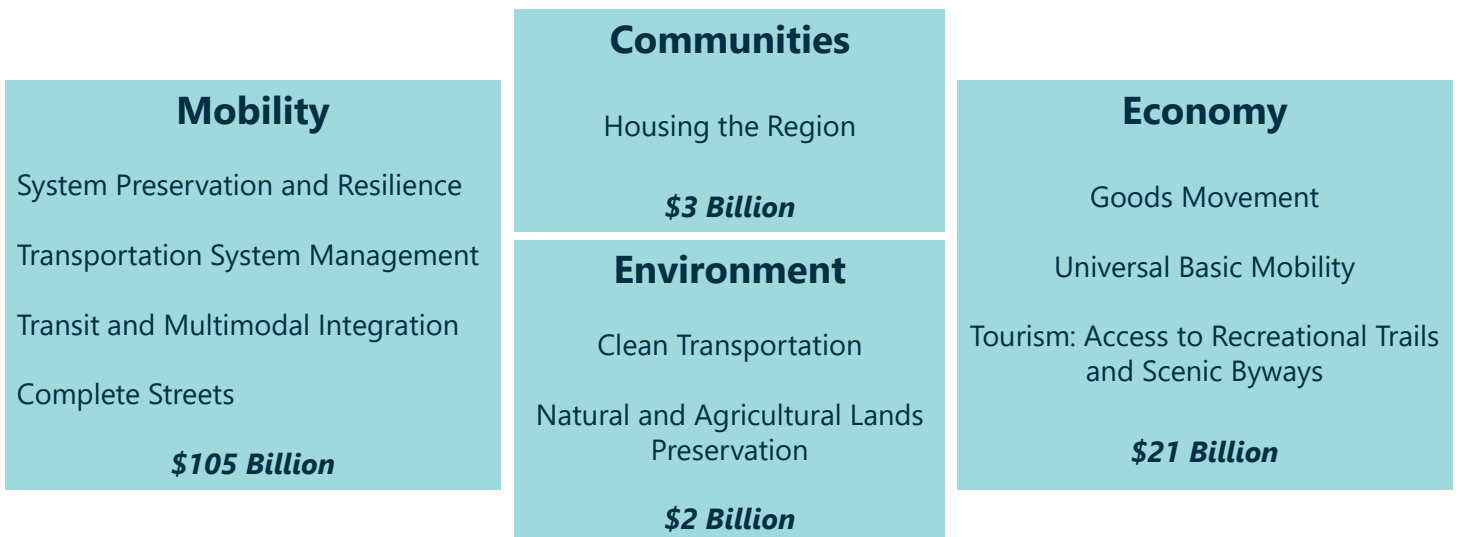 Mobility
System Preservation and Resilience
Transportation System Management
Transit and Multimodal Integration
Complete Streets
$105 Billion
Communities
Housing the Region
$3 Billion
Environment
Clean Transportation
Natural and Agricultural Lands
Preservation
$2 Billion
Economy
Goods Movement
Universal Basic Mobility
Tourism: Access to Recreational Trails
and Scenic Byways
$21 Billion